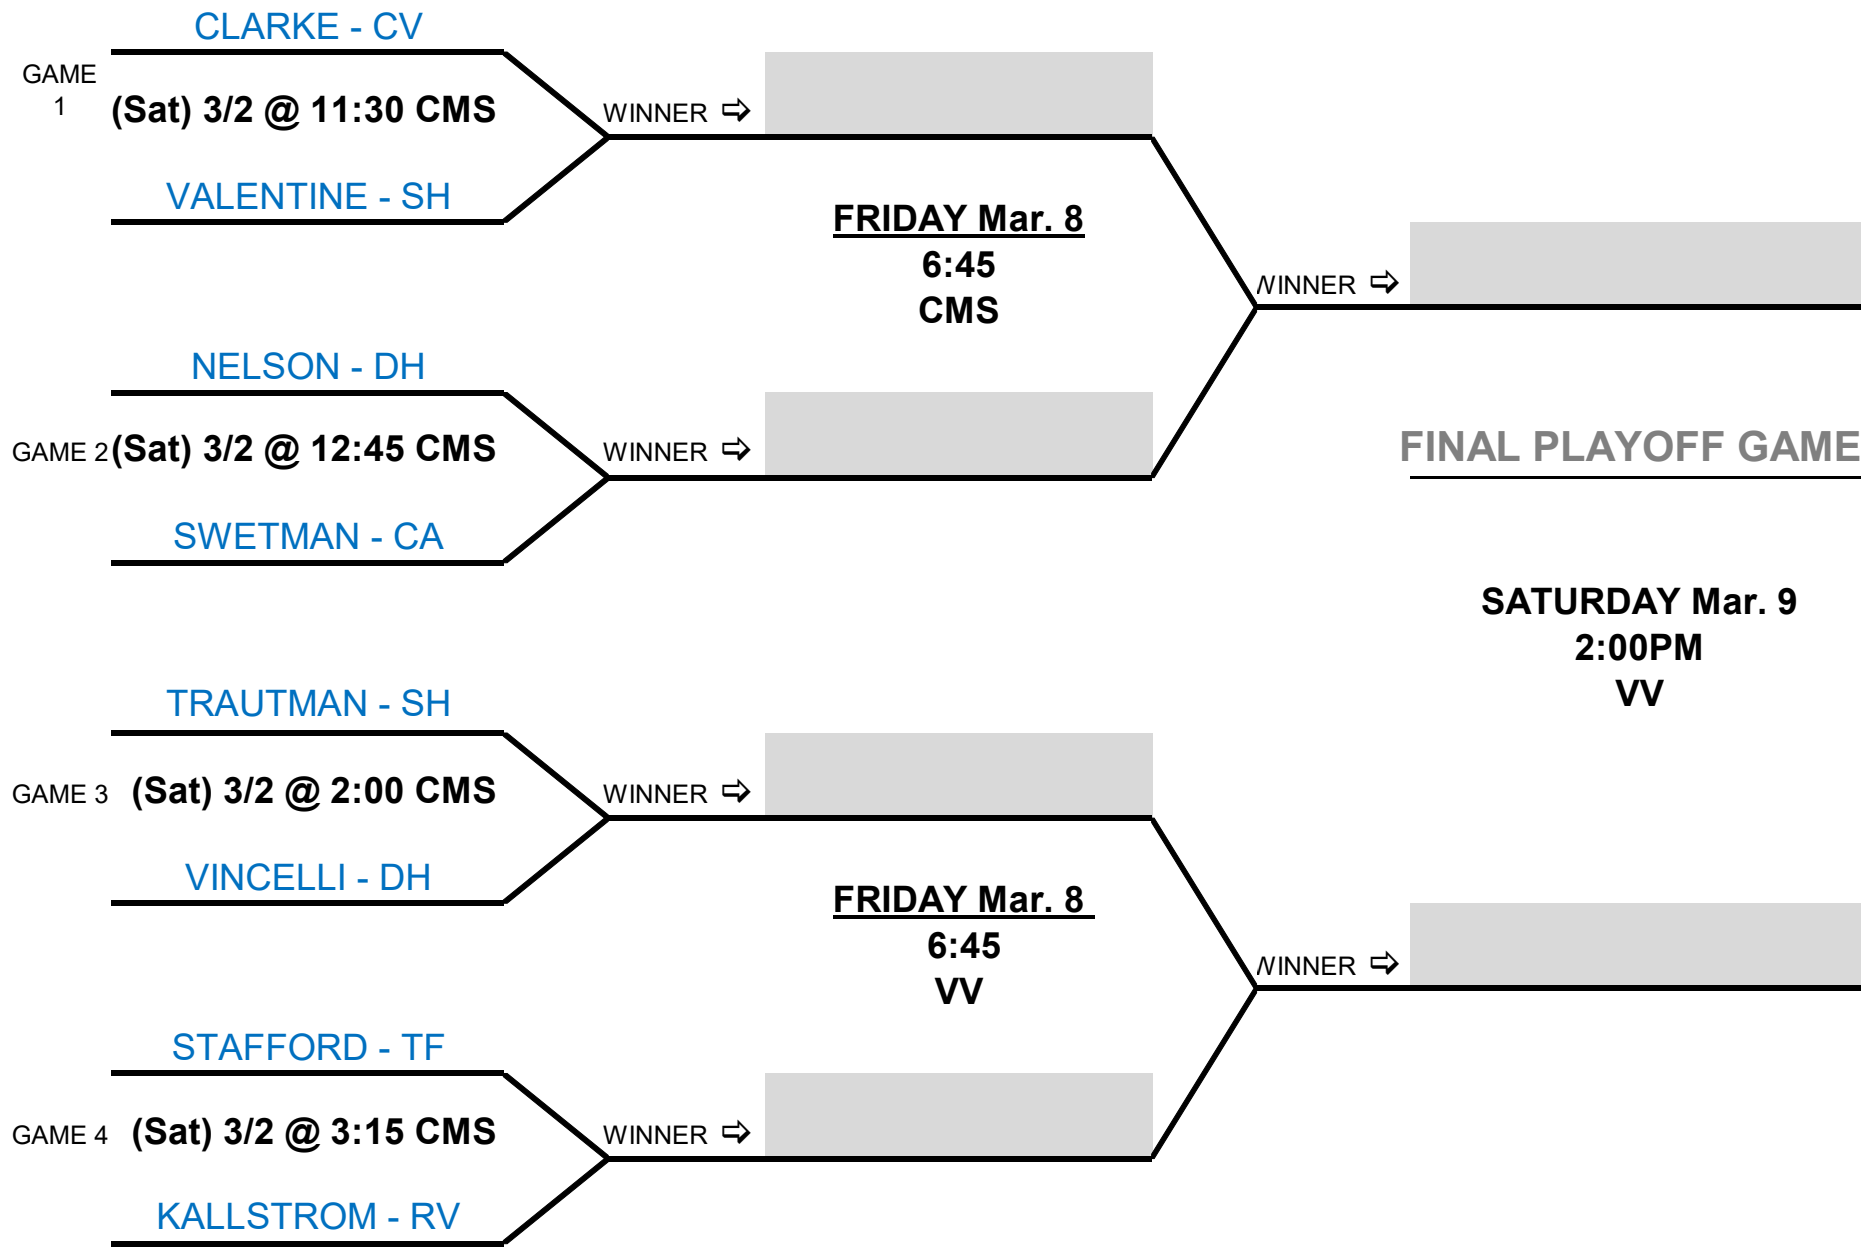 CLARKE - CV
GAME
1
(Sat) 3/2 @ 11:30 CMS
WINNER ⇨
VALENTINE - SH
FRIDAY Mar. 8
6:45
CMS
WINNER ⇨
NELSON - DH
GAME 2
(Sat) 3/2 @ 12:45 CMS
WINNER ⇨
FINAL PLAYOFF GAME
SWETMAN - CA
SATURDAY Mar. 9
2:00PM
VV
TRAUTMAN - SH
GAME 3
(Sat) 3/2 @ 2:00 CMS
WINNER ⇨
VINCELLI - DH
FRIDAY Mar. 8
6:45
VV
WINNER ⇨
STAFFORD - TF
GAME 4
(Sat) 3/2 @ 3:15 CMS
WINNER ⇨
KALLSTROM - RV